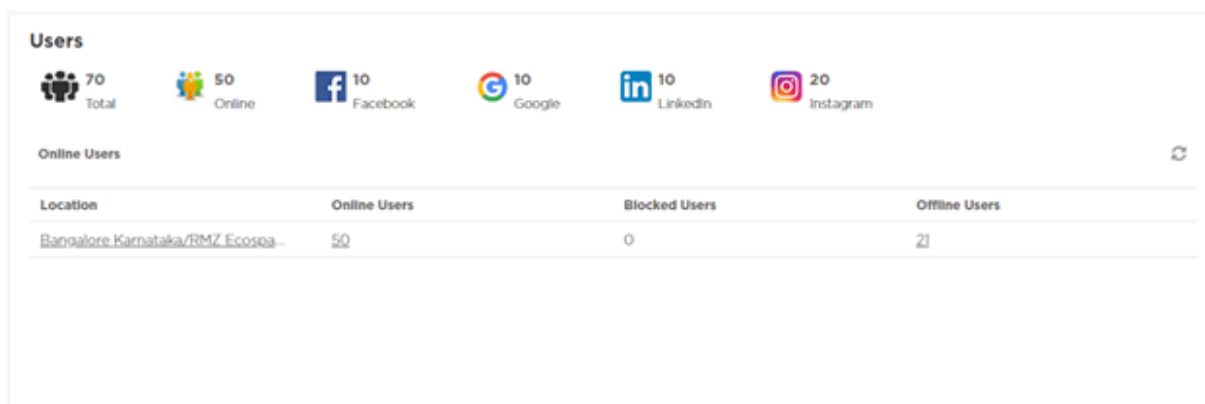 Users
70 50 10 10 10 20
Total Online Facebook Google LinkedIn Instagram
Online Users
Location Online Users Blocked Users Offline Users
Bangalore Karnataka/RMZ Ecospa... 50 0 21